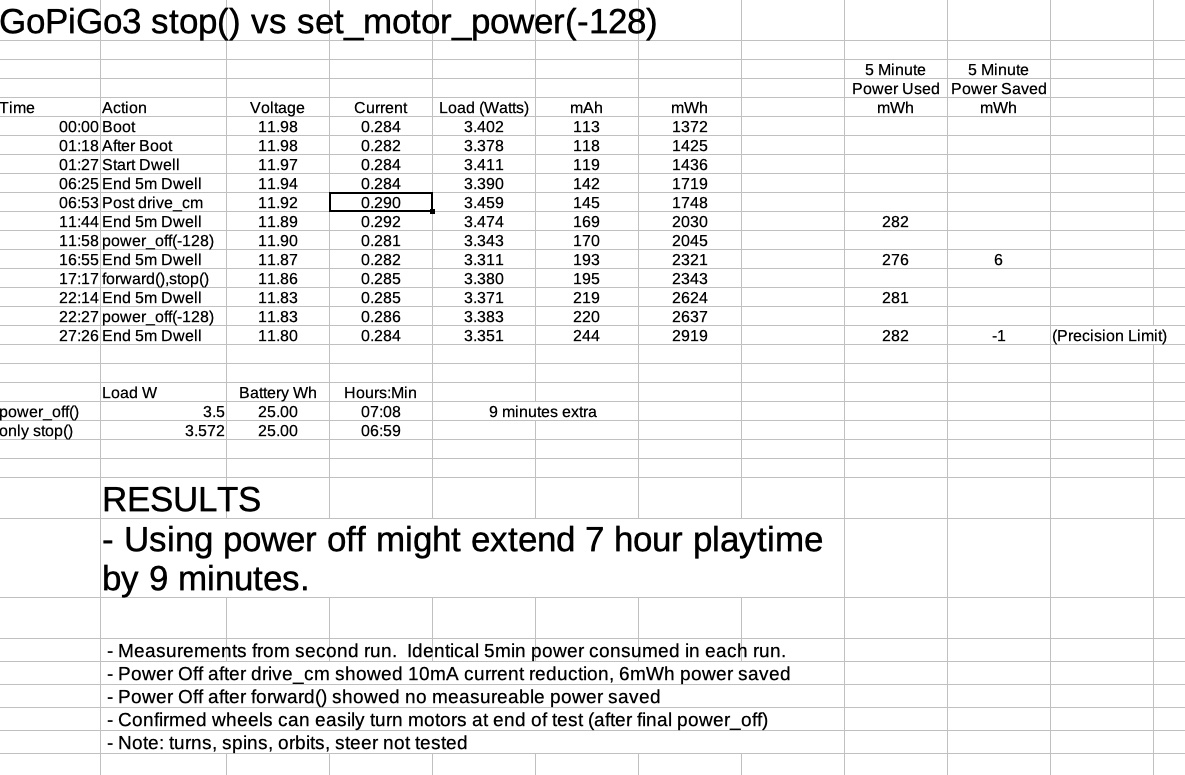 GoPiGo3 stop() vs set_motor_power(-128)
5 Minute 5 Minute
Power Used Power Saved
Time Action Voltage Current Load (Watts) mAh mWh mWh mWh
00:00 Boot 11.98 0.284 3.402 113 1372
01:18 After Boot 11.98 0.282 3.378 118 1425
01:27 Start Dwell 11.97 0.284 3.411 119 1436
06:25 End 5m Dwell 11.94 0.284 3.390 142 1719
06:53 Post drive_cm 11.92 0.290 3.459 145 1748
11:44 End 5m Dwell 11.89 0.292 3.474 169 2030 282
11:58 power_off(-128) 11.90 0.281 3.343 170 2045
16:55 End 5m Dwell 11.87 0.282 3.311 193 2321 276 6
17:17 forward(),stop() 11.86 0.285 3.380 195 2343
22:14 End 5m Dwell 11.83 0.285 3.371 219 2624 281
22:27 power_off(-128) 11.83 0.286 3.383 220 2637
27:26 End 5m Dwell 11.80 0.284 3.351 244 2919 282 -1 (Precision Limit)
Load W Battery Wh Hours:Min
power_off() 3.5 25.00 07:08 9 minutes extra
only stop() 3.572 25.00 06:59
RESULTS
- Using power off might extend 7 hour playtime
by 9 minutes.
- Measurements from second run.  Identical 5min power consumed in each run.
- Power Off after drive_cm showed 10mA current reduction, 6mWh power saved
- Power Off after forward() showed no measureable power saved
- Confirmed wheels can easily turn motors at end of test (after final power_off)
- Note: turns, spins, orbits, steer not tested